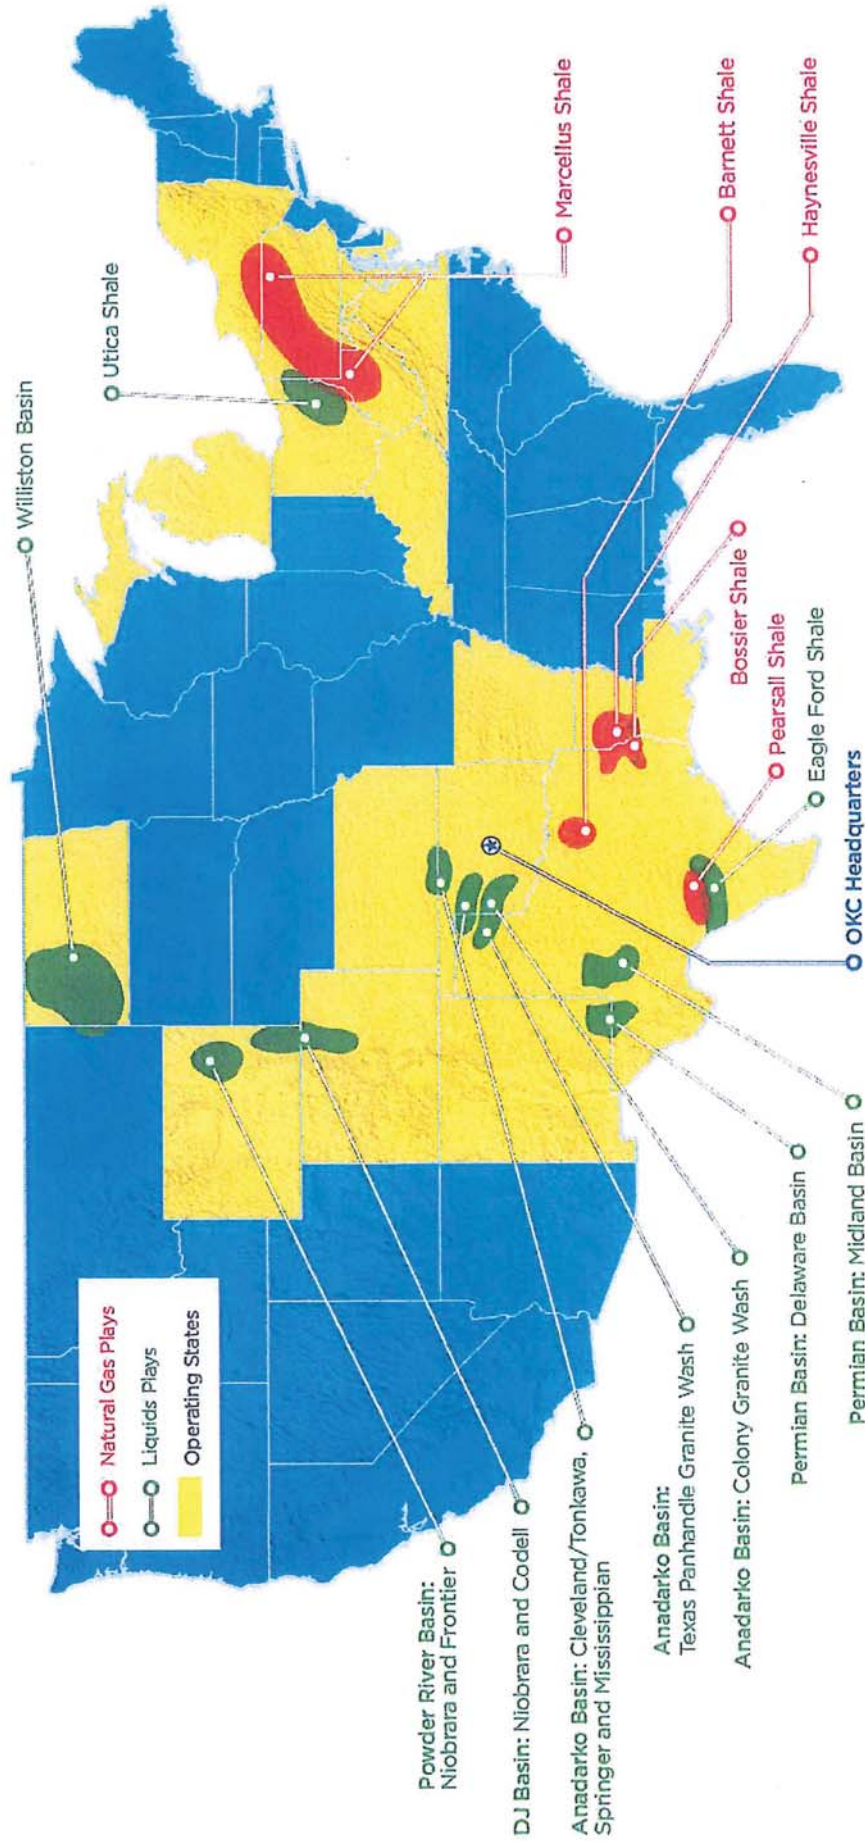 Williston Basin
Utica Shale
Natural Gas Plays
Liquids Plays
Operating States
Marcellus Shale
Barnett Shale
Haynesville Shale
Bossier Shale
Pearsall Shale
Eagle Ford Shale
OKC Headquarters
Powder River Basin:
Niobrara and Frontier
DJ Basin: Niobrara and Codell
Anadarko Basin: Cleveland/Tonkawa,
Springer and Mississippian
Anadarko Basin:
Texas Panhandle Granite Wash
Anadarko Basin: Colony Granite Wash
Permian Basin: Delaware Basin
Permian Basin: Midland Basin